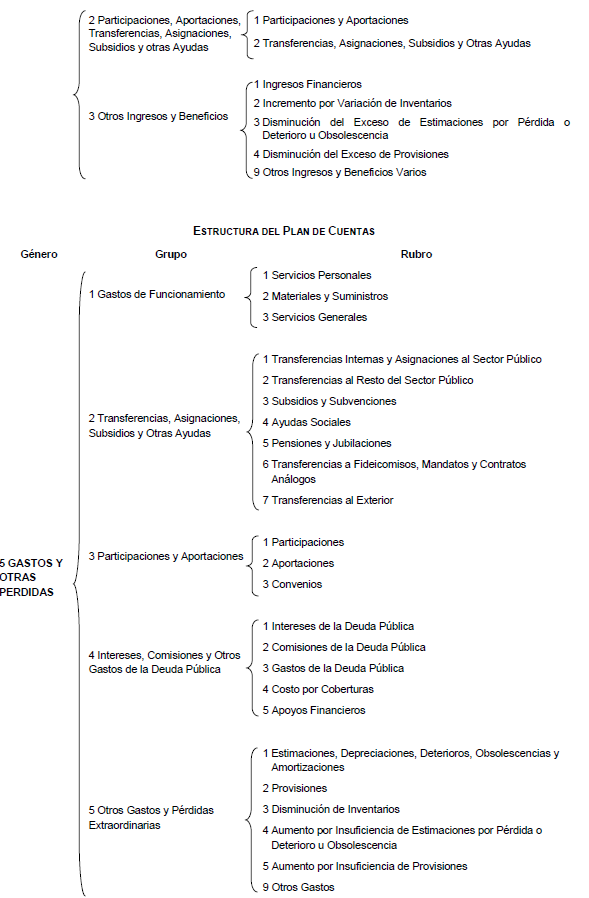 2 Participaciones, Aportaciones,
Transferencias, Asignaciones,
Subsidios y otras Ayudas
1 Participaciones y Aportaciones
2 Transferencias, Asignaciones, Subsidios y Otras Ayudas
3 Otros Ingresos y Beneficios
1 Ingresos Financieros
2 Incremento por Variación de Inventarios
3 Disminución del Exceso de Estimaciones por Pérdida o
Deterioro u Obsolescencia
4 Disminución del Exceso de Provisiones
9 Otros Ingresos y Beneficios Varios
ESTRUCTURA DEL PLAN DE CUENTAS
Género Grupo Rubro
5 GASTOS Y
OTRAS
PERDIDAS
1 Gastos de Funcionamiento
1 Servicios Personales
2 Materiales y Suministros
3 Servicios Generales
2 Transferencias, Asignaciones,
Subsidios y Otras Ayudas
1 Transferencias Internas y Asignaciones al Sector Público
2 Transferencias al Resto del Sector Público
3 Subsidios y Subvenciones
4 Ayudas Sociales
5 Pensiones y Jubilaciones
6 Transferencias a Fideicomisos, Mandatos y Contratos
Análogos
7 Transferencias al Exterior
3 Participaciones y Aportaciones
1 Participaciones
2 Aportaciones
3 Convenios
4 Intereses, Comisiones y Otros
Gastos de la Deuda Pública
1 Intereses de la Deuda Pública
2 Comisiones de la Deuda Pública
3 Gastos de la Deuda Pública
4 Costo por Coberturas
5 Apoyos Financieros
5 Otros Gastos y Pérdidas
Extraordinarias
1 Estimaciones, Depreciaciones, Deterioros, Obsolescencias y
Amortizaciones
2 Provisiones
3 Disminución de Inventarios
4 Aumento por Insuficiencia de Estimaciones por Pérdida o
Deterioro u Obsolescencia
5 Aumento por Insuficiencia de Provisiones
9 Otros Gastos